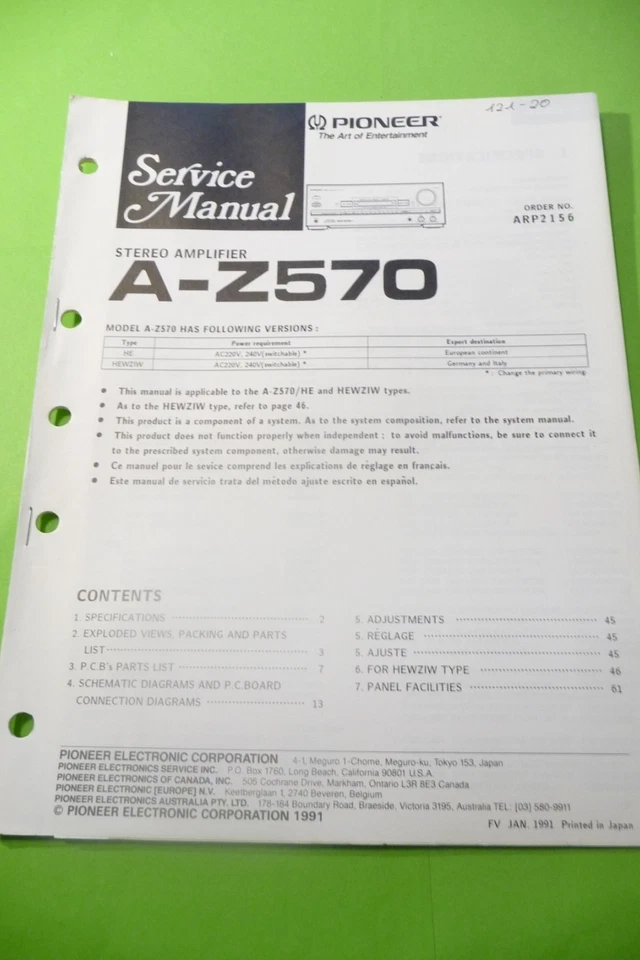 121-20
PIONEER
The Art of Entertainment
Service
Manual
ORDER NO.
ARP2156
STEREO AMPLIFIER
A-Z570
MODEL A-Z570 HAS FOLLOWING VERSIONS :
Type Power requirement Export destination
HE AC220V, 240V(switchable) * European continent
HEWZIW AC220V, 240V(switchable) * Germany and Italy
* : Change the primary wiring.
● This manual is applicable to the A-Z570/HE and HEWZIW types.
● As to the HEWZIW type, refer to page 46.
● This product is a component of a system. As to the system composition, refer to the system manual.
● This product does not function properly when independent ; to avoid malfunctions, be sure to connect it
to the prescribed system component, otherwise damage may result.
● Ce manuel pour le sevice comprend les explications de réglage en français.
● Este manual de servicio trata del método ajuste escrito en español.
CONTENTS
1. SPECIFICATIONS 2
2. EXPLODED VIEWS, PACKING AND PARTS
LIST 3
3. P.C.B's PARTS LIST 7
4. SCHEMATIC DIAGRAMS AND P.C.BOARD
CONNECTION DIAGRAMS 13
5. ADJUSTMENTS 45
5. RÉGLAGE 45
5. AJUSTE 45
6. FOR HEWZIW TYPE 46
7. PANEL FACILITIES 61
PIONEER ELECTRONIC CORPORATION 4-1, Meguro 1-Chome, Meguro-ku, Tokyo 153, Japan
PIONEER ELECTRONICS SERVICE INC. P.O. Box 1760, Long Beach, California 90801 U.S.A.
PIONEER ELECTRONICS OF CANADA, INC. 505 Cochrane Drive, Markham, Ontario L3R 8E3 Canada
PIONEER ELECTRONIC [EUROPE] N.V. Keetberglaan 1, 2740 Beveren, Belgium
PIONEER ELECTRONICS AUSTRALIA PTY. LTD. 178-184 Boundary Road, Braeside, Victoria 3195, Australia TEL: [03] 580-9911
© PIONEER ELECTRONIC CORPORATION 1991
FV JAN. 1991 Printed in Japan